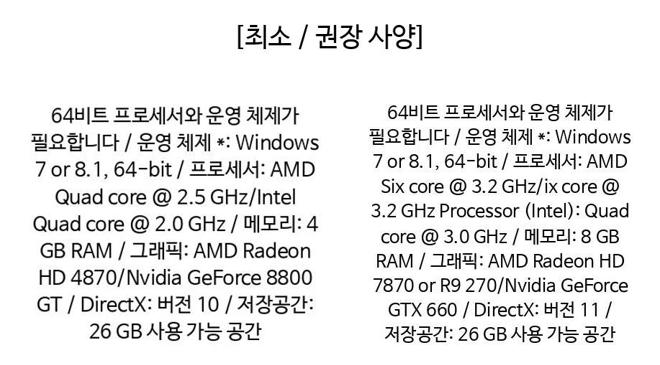 [최소 / 권장 사양]
64비트 프로세서와 운영 체제가
필요합니다 / 운영 체제 *: Windows
7 or 8.1, 64-bit / 프로세서: AMD
Quad core @ 2.5 GHz/Intel
Quad core @ 2.0 GHz / 메모리: 4
GB RAM / 그래픽: AMD Radeon
HD 4870/Nvidia GeForce 8800
GT / DirectX: 버전 10 / 저장공간:
26 GB 사용 가능 공간
64비트 프로세서와 운영 체제가
필요합니다 / 운영 체제 *: Windows
7 or 8.1, 64-bit / 프로세서: AMD
Six core @ 3.2 GHz/ix core @
3.2 GHz Processor (Intel): Quad
core @ 3.0 GHz / 메모리: 8 GB
RAM / 그래픽: AMD Radeon HD
7870 or R9 270/Nvidia GeForce
GTX 660 / DirectX: 버전 11 /
저장공간: 26 GB 사용 가능 공간